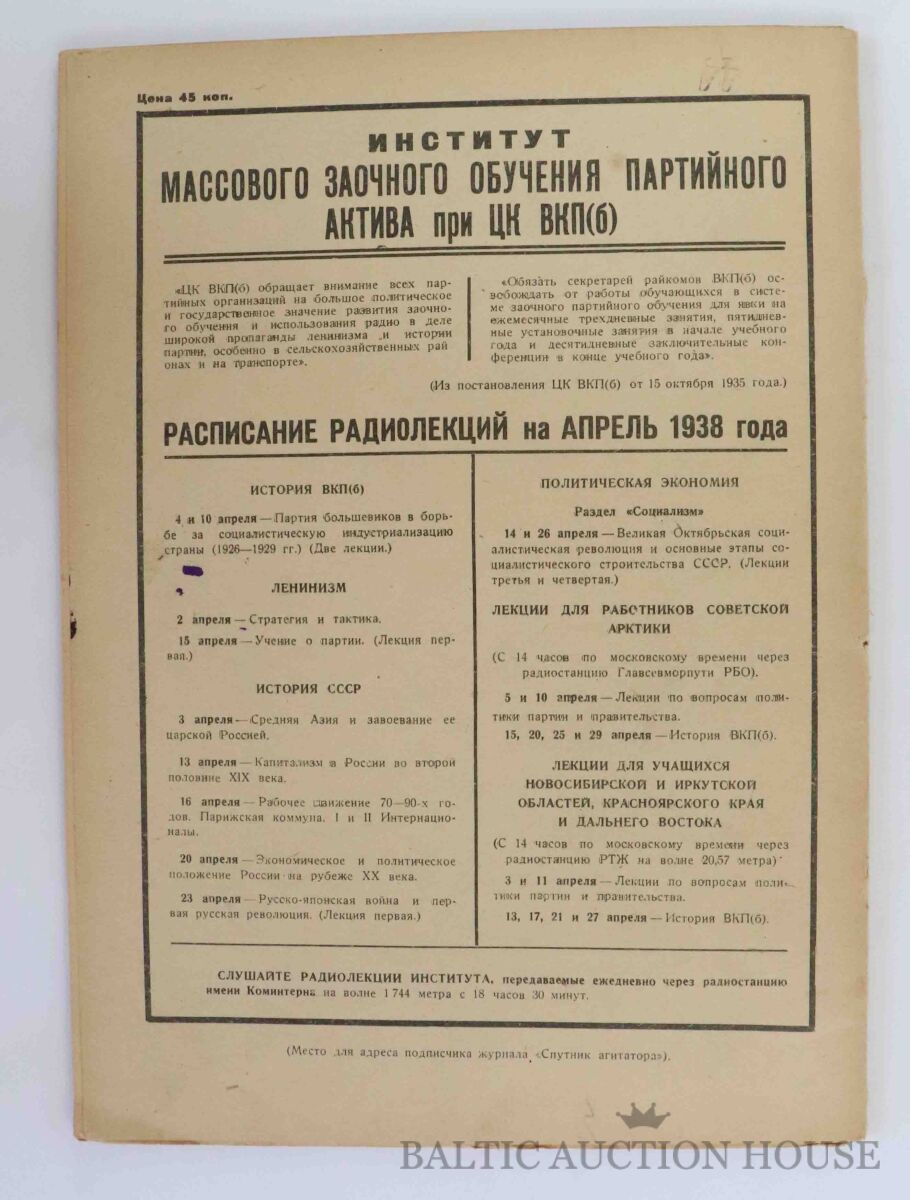 Цена 45 коп.
ИНСТИТУТ
МАССОВОГО ЗАОЧНОГО ОБУЧЕНИЯ ПАРТИЙНОГО
АКТИВА при ЦК ВКП(б)
«ЦК ВКП(б) обращает внимание всех пар-
тийных организаций на большое политическое
и государственное значение развития заочно-
го обучения и использования радио в деле
широкой пропаганды ленинизма и истории
партии, особенно в сельскохозяйственных рай
онах и на транспорте».
«Обязать секретарей райкомов ВКП(б) ос-
вобождать от работы обучающихся в систе-
ме заочного партийного обучения для явки на
ежемесячные трехдневные занятия, пятиднев-
ные установочные занятия в начале учебного
года и десятидневные заключительные кон-
ференции в конце учебного года».
(Из постановления ЦК ВКП(б) от 15 октября 1935 года.)
РАСПИСАНИЕ РАДИОЛЕКЦИЙ на АПРЕЛЬ 1938 года
ИСТОРИЯ ВКП(б)
4 и 10 апреля — Партия большевиков в борь-
бе за социалистическую индустриализацию
страны (1926—1929 гг.) (Две лекции.)
ЛЕНИНИЗМ
2 апреля — Стратегия и тактика.
15 апреля — Учение о партии. (Лекция пер-
вая.)
ИСТОРИЯ СССР
3 апреля — Средняя Азия и завоевание ее
царской Россией.
13 апреля — Капитализм в России во второй
половине XIX века.
16 апреля — Рабочее движение 70—90-х го-
дов. Парижская коммуна. I и II Интернацио-
налы.
20 апреля — Экономическое и политическое
положение России на рубеже XX века.
23 апреля — Русско-японская война и пер-
вая русская революция. (Лекция первая.)
ПОЛИТИЧЕСКАЯ ЭКОНОМИЯ
Раздел «Социализм»
14 и 26 апреля — Великая Октябрьская соци-
алистическая революция и основные этапы со-
циалистического строительства СССР. (Лекции
третья и четвертая.)
ЛЕКЦИИ ДЛЯ РАБОТНИКОВ СОВЕТСКОЙ
АРКТИКИ
(С 14 часов по московскому времени через
радиостанцию Главсевморпути РБО).
5 и 10 апреля — Лекции по вопросам поли-
тики партии и правительства.
15, 20, 25 и 29 апреля — История ВКП(б).
ЛЕКЦИИ ДЛЯ УЧАЩИХСЯ
НОВОСИБИРСКОЙ И ИРКУТСКОЙ
ОБЛАСТЕЙ, КРАСНОЯРСКОГО КРАЯ
И ДАЛЬНЕГО ВОСТОКА
(С 14 часов по московскому времени через
радиостанцию РТЖ на волне 20,57 метра)
3 и 11 апреля — Лекции по вопросам поли-
тики партии и правительства.
13, 17, 21 и 27 апреля — История ВКП(б).
СЛУШАЙТЕ РАДИОЛЕКЦИИ ИНСТИТУТА, передаваемые ежедневно через радиостанцию
имени Коминтерна на волне 1744 метра с 18 часов 30 минут.
(Место для адреса подписчика журнала «Спутник агитатора»).
BALTIC AUCTION HOUSE